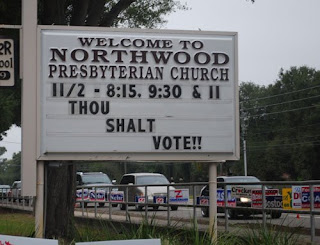 WELCOME TO
NORTHWOOD
PRESBYTERIAN CHURCH
11/2 - 8:15, 9:30 & 11
THOU
SHALT
VOTE!!